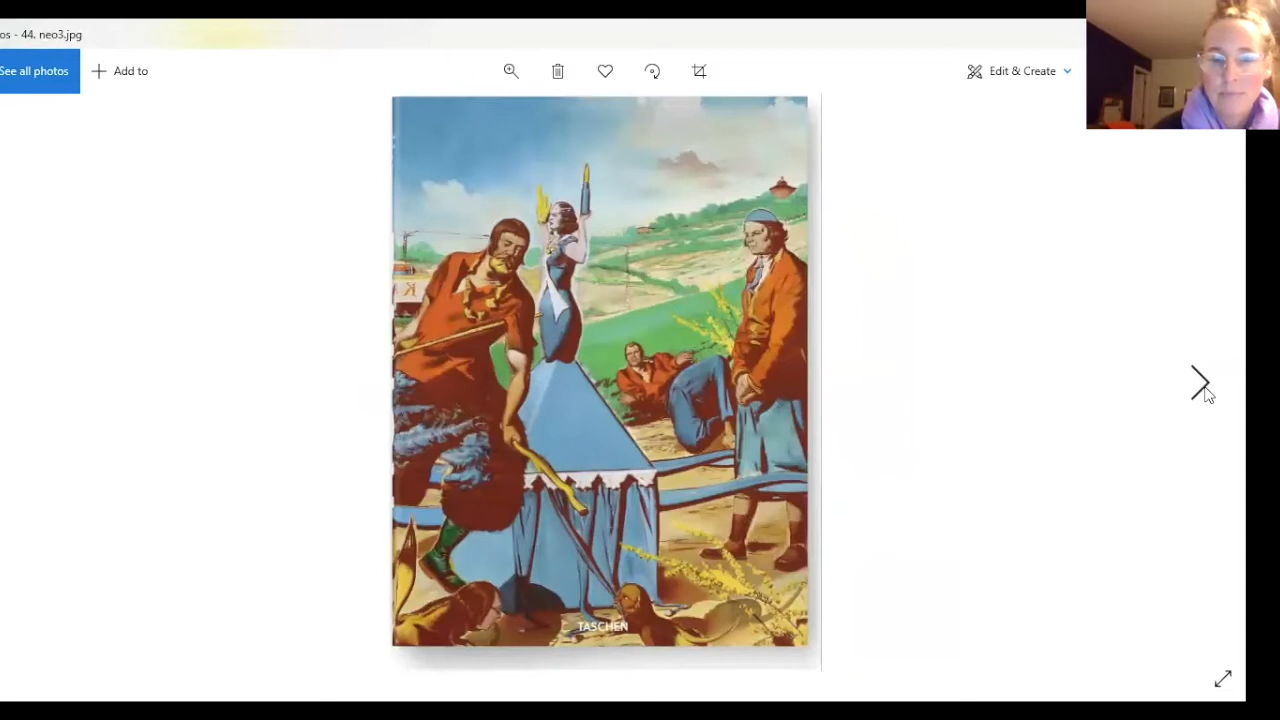 os - 44. neo3.jpg
See all photos
Add to
Edit & Create
TASCHEN